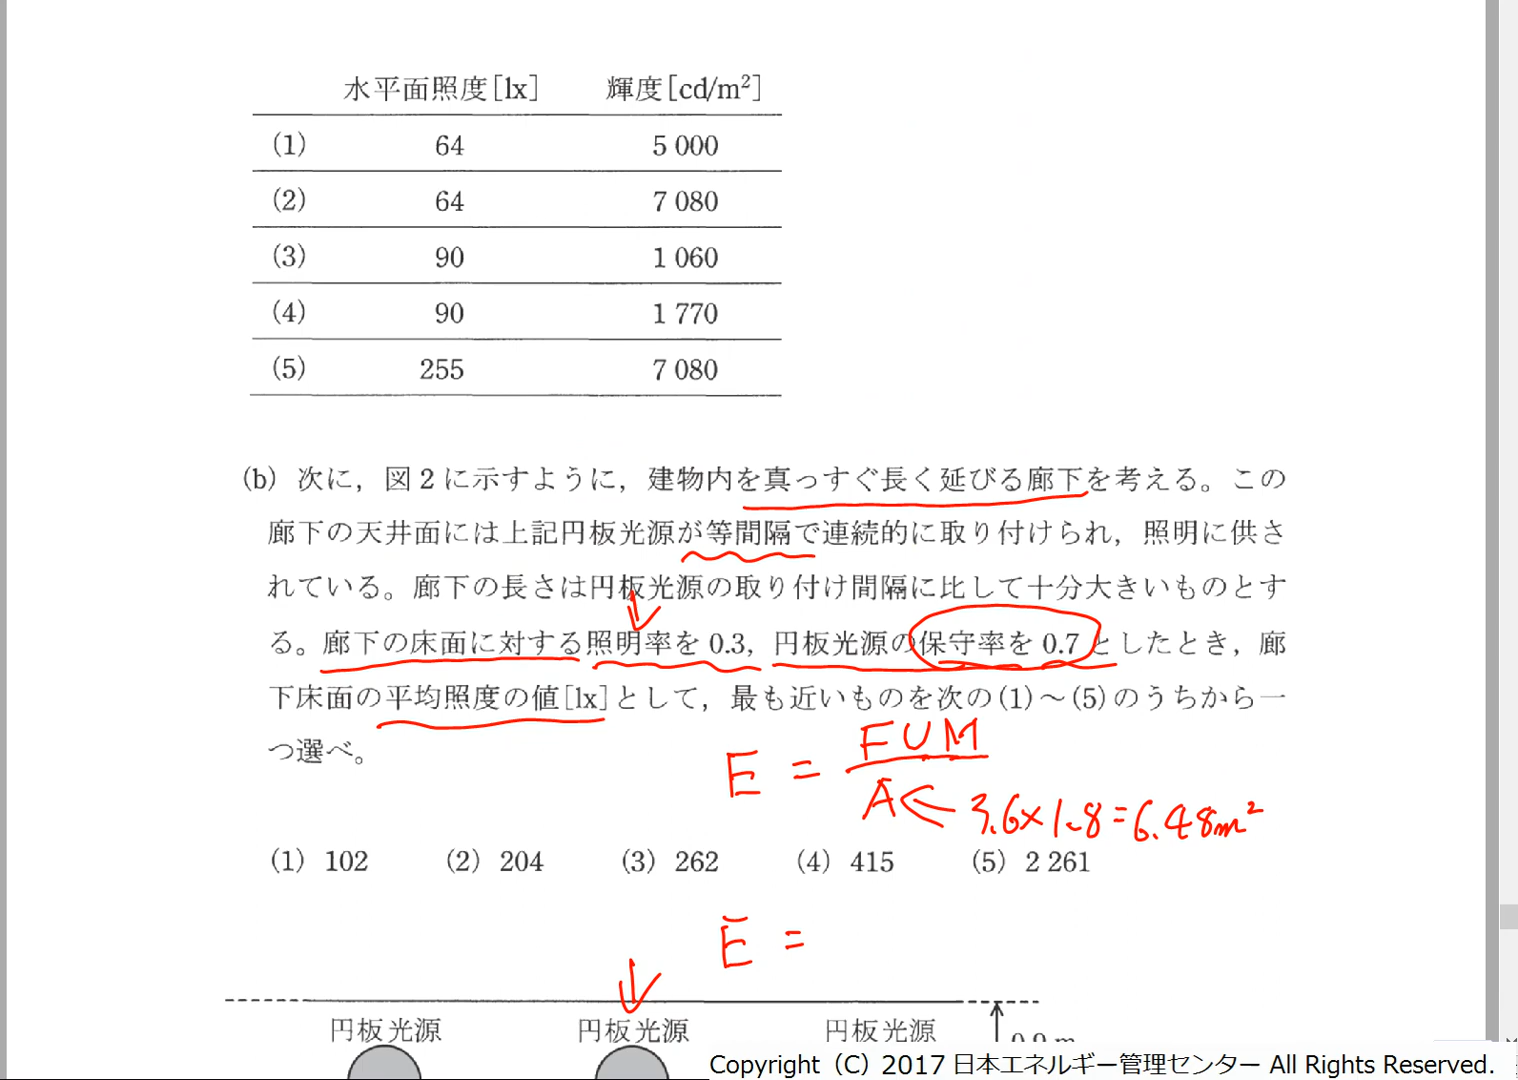 水平面照度[lx] 輝度[cd/m²]
(1) 64 5 000
(2) 64 7 080
(3) 90 1 060
(4) 90 1 770
(5) 255 7 080
(b) 次に，図2に示すように，建物内を真っすぐ長く延びる廊下を考える。この
廊下の天井面には上記円板光源が等間隔で連続的に取り付けられ，照明に供さ
れている。廊下の長さは円板光源の取り付け間隔に比して十分大きいものとす
る。廊下の床面に対する照明率を 0.3，円板光源の保守率を 0.7 としたとき，廊
下床面の平均照度の値[lx]として，最も近いものを次の(1)～(5)のうちから一
つ選べ。
E = FUM
A ← 3.6×1.8=6.48m²
(1) 102 (2) 204 (3) 262 (4) 415 (5) 2 261
Ē =
円板光源 円板光源 円板光源
Copyright（C）2017 日本エネルギー管理センター All Rights Reserved.